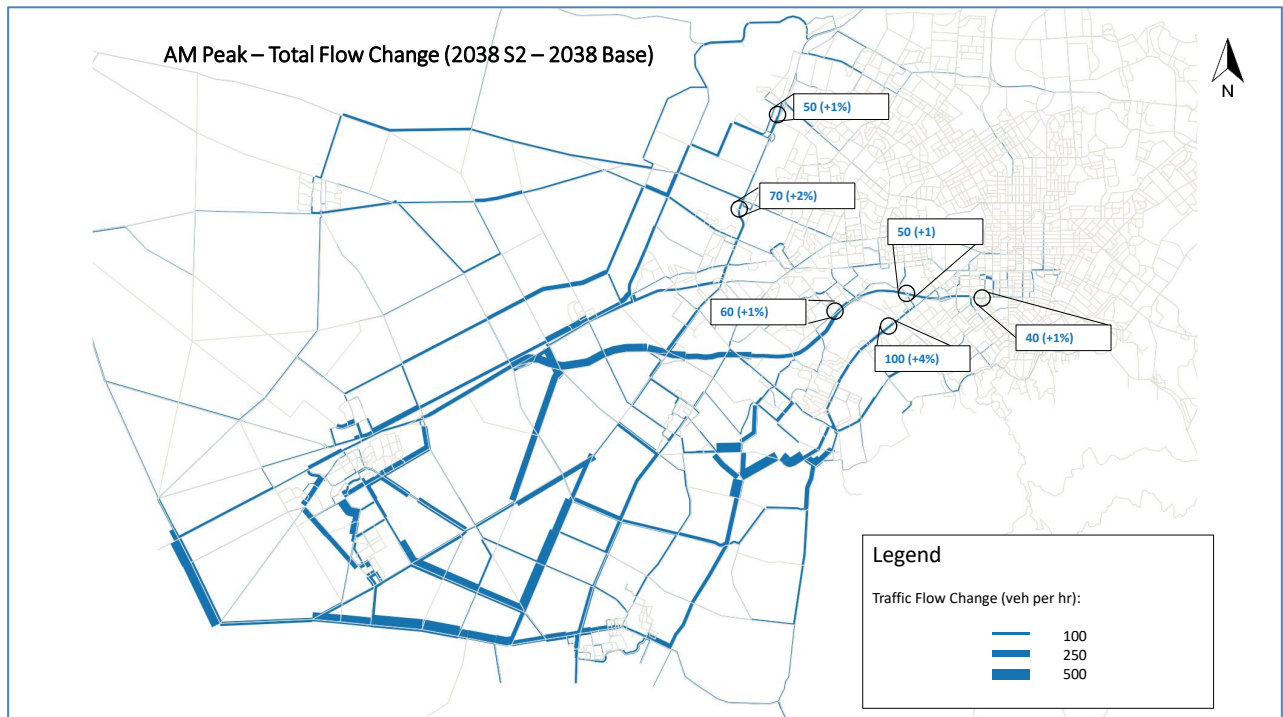 AM Peak – Total Flow Change (2038 S2 – 2038 Base)
N
50 (+1%)
70 (+2%)
50 (+1)
60 (+1%)
40 (+1%)
100 (+4%)
Legend
Traffic Flow Change (veh per hr):
100
250
500